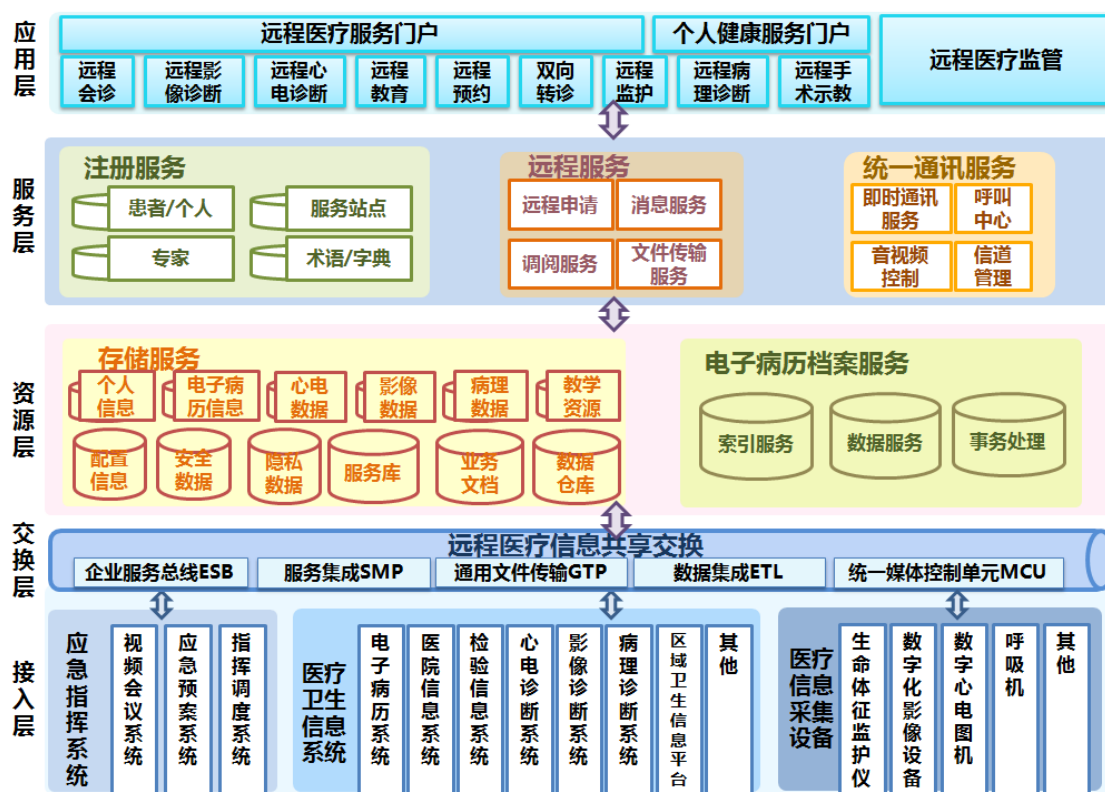 应用层
远程医疗服务门户
个人健康服务门户
远程医疗监管
远程
会诊
远程影
像诊断
远程心
电诊断
远程
教育
远程
预约
双向
转诊
远程
监护
远程病
理诊断
远程手
术示教
服务层
注册服务
患者/个人
服务站点
专家
术语/字典
远程服务
远程申请
消息服务
调阅服务
文件传输
服务
统一通讯服务
即时通讯
服务
呼叫
中心
音视频
控制
信道
管理
资源层
存储服务
个人
信息
电子病
历信息
心电
数据
影像
数据
病理
数据
教学
资源
配置
信息
安全
数据
隐私
数据
服务库
业务
文档
数据
仓库
电子病历档案服务
索引服务
数据服务
事务处理
交换层
远程医疗信息共享交换
企业服务总线ESB
服务集成SMP
通用文件传输GTP
数据集成ETL
统一媒体控制单元MCU
接入层
应急指挥系统
视频会议系统
应急预案系统
指挥调度系统
医疗
卫生
信息
系统
电子病历系统
医院信息系统
检验信息系统
心电诊断系统
影像诊断系统
病理诊断系统
区域卫生信息平台
其他
医疗
信息
采集
设备
生命体征监护仪
数字化影像设备
数字心电图机
呼吸机
其他